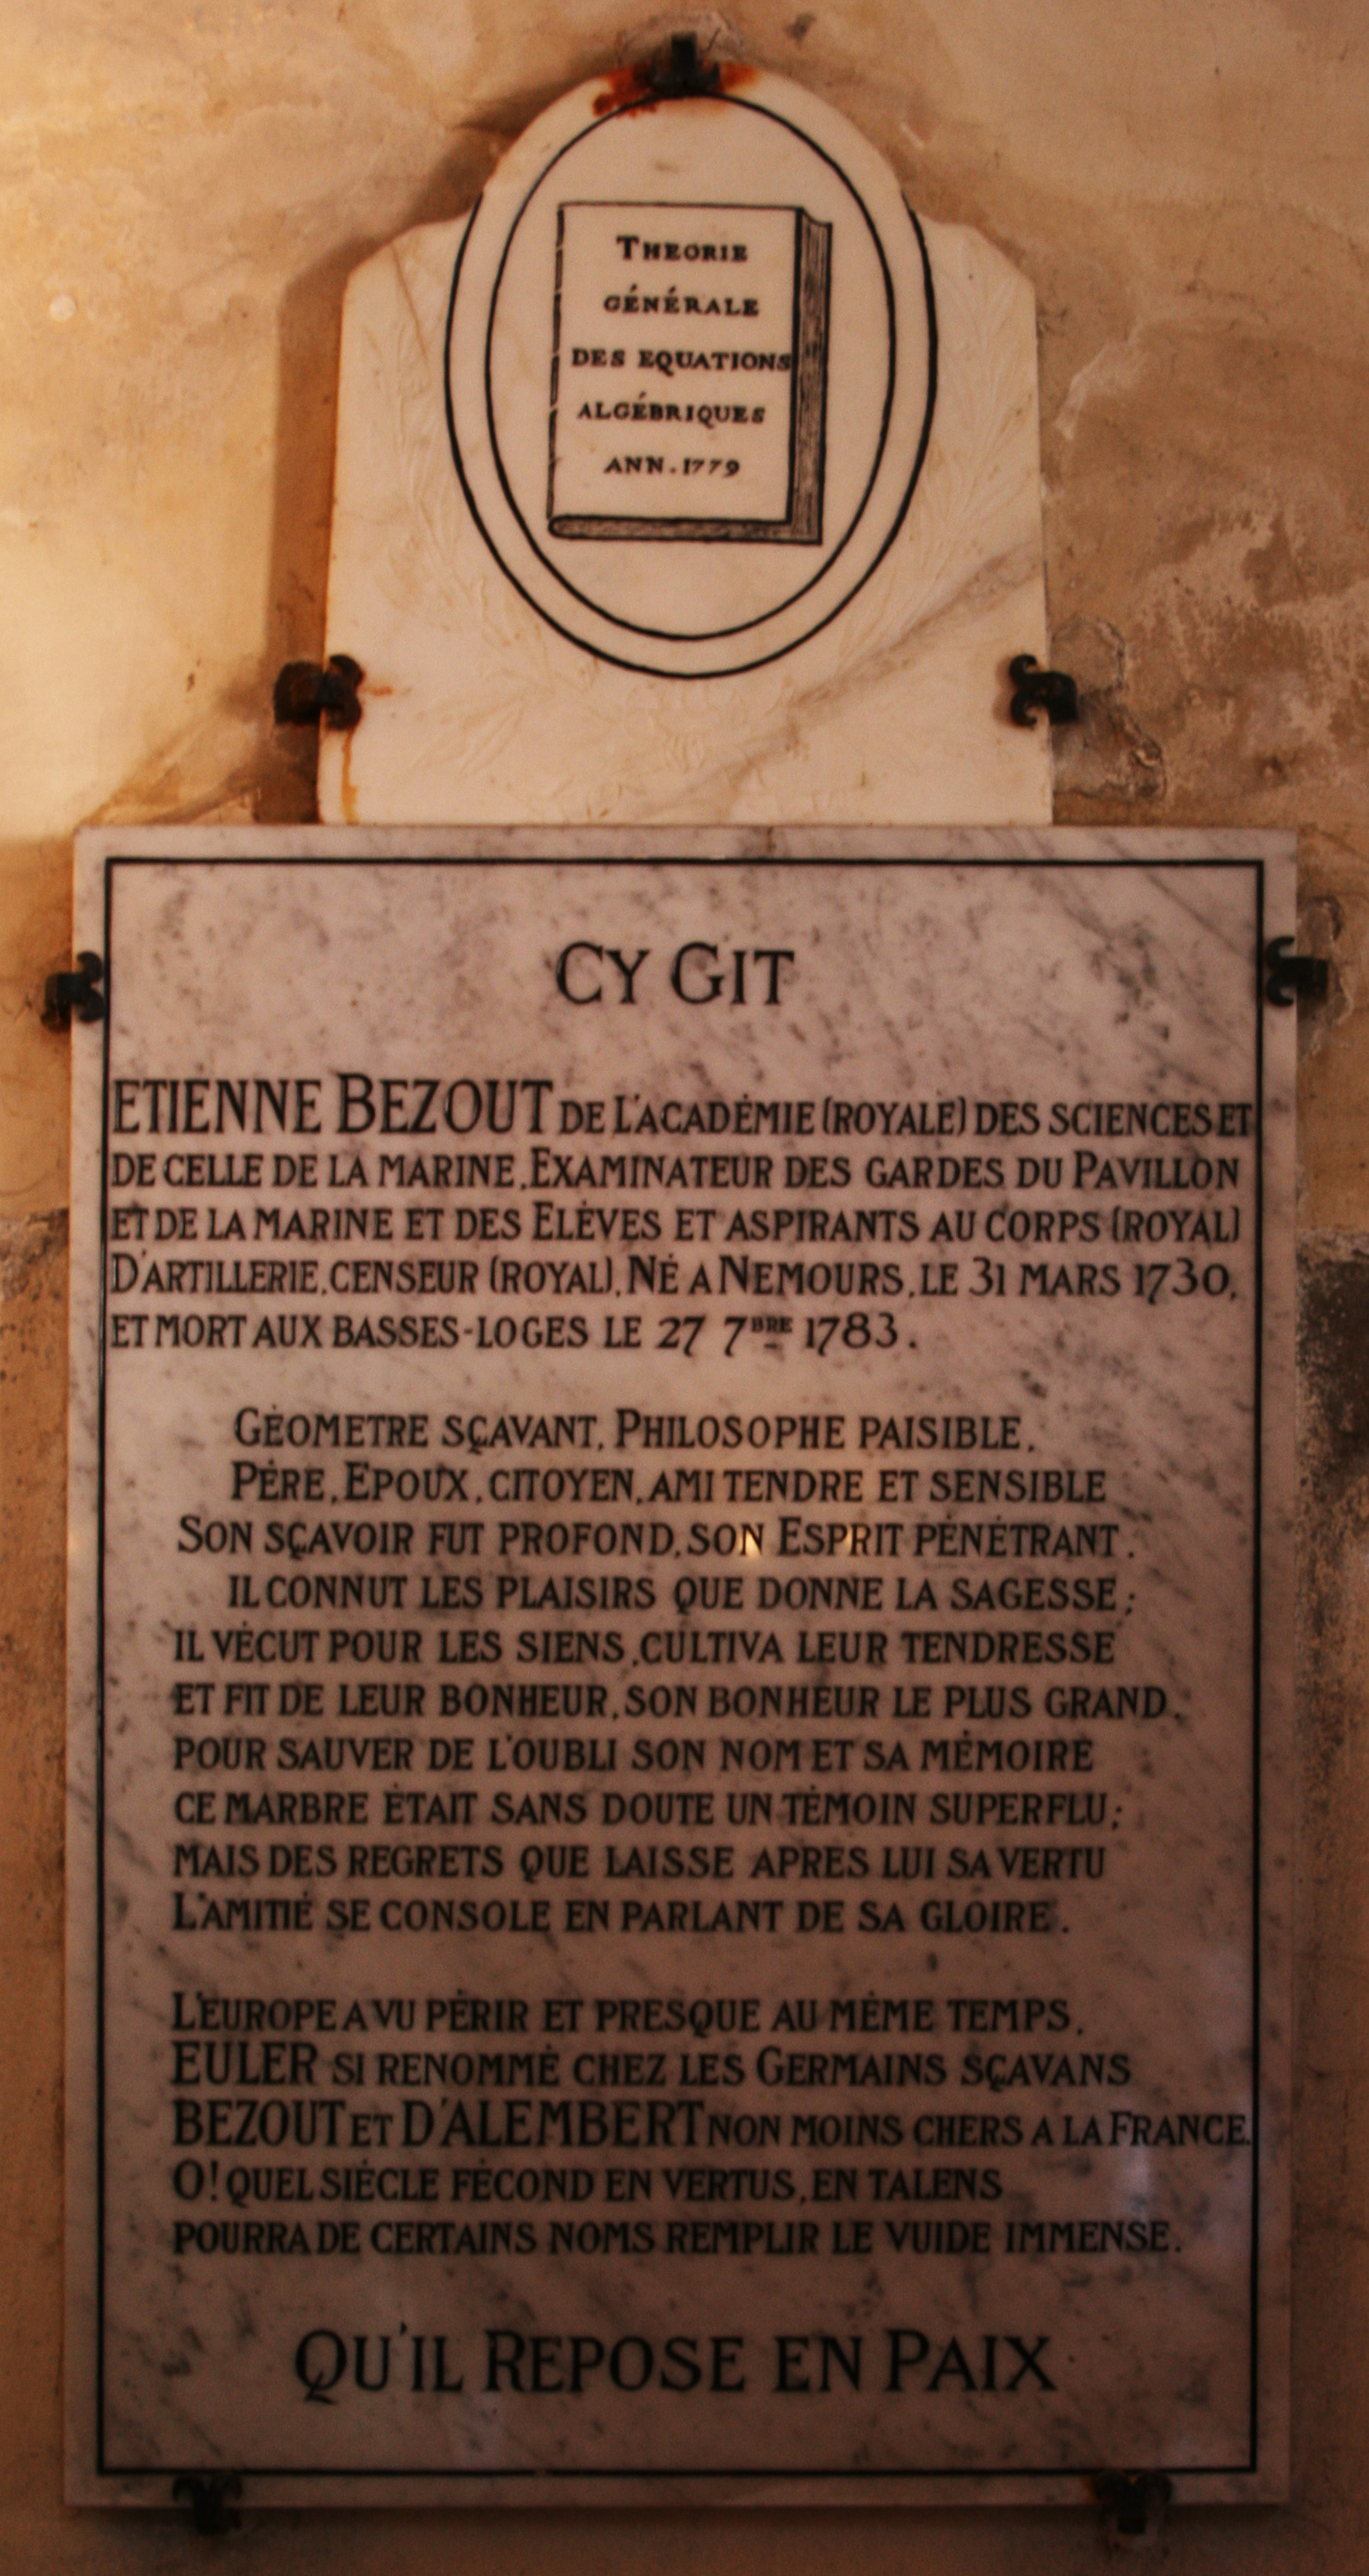 THEORIE
GÉNÉRALE
DES EQUATIONS
ALGÉBRIQUES
ANN. 1779
CY GIT
ETIENNE BEZOUT DE L'ACADÉMIE (ROYALE) DES SCIENCES ET
DE CELLE DE LA MARINE, EXAMINATEUR DES GARDES DU PAVILLON
ET DE LA MARINE ET DES ELÈVES ET ASPIRANTS AU CORPS (ROYAL)
D'ARTILLERIE, CENSEUR (ROYAL), NÉ A NEMOURS, LE 31 MARS 1730,
ET MORT AUX BASSES-LOGES LE 27 7BRE 1783.
GÉOMETRE SÇAVANT, PHILOSOPHE PAISIBLE,
PÉRE, EPOUX, CITOYEN, AMI TENDRE ET SENSIBLE
SON SÇAVOIR FUT PROFOND, SON ESPRIT PÉNÉTRANT.
IL CONNUT LES PLAISIRS QUE DONNE LA SAGESSE;
IL VÉCUT POUR LES SIENS, CULTIVA LEUR TENDRESSE
ET FIT DE LEUR BONHEUR, SON BONHEUR LE PLUS GRAND.
POUR SAUVER DE L'OUBLI SON NOM ET SA MÉMOIRE
CE MARBRE ÉTAIT SANS DOUTE UN TÉMOIN SUPERFLU;
MAIS DES REGRETS QUE LAISSE APRES LUI SA VERTU
L'AMITIÉ SE CONSOLE EN PARLANT DE SA GLOIRE.
L'EUROPE A VU PÉRIR ET PRESQUE AU MÊME TEMPS,
EULER SI RENOMMÉ CHEZ LES GERMAINS SÇAVANS
BEZOUT ET D'ALEMBERT NON MOINS CHERS A LA FRANCE.
O! QUEL SIÉCLE FÉCOND EN VERTUS, EN TALENS
POURRA DE CERTAINS NOMS REMPLIR LE VUIDE IMMENSE.
QU'IL REPOSE EN PAIX